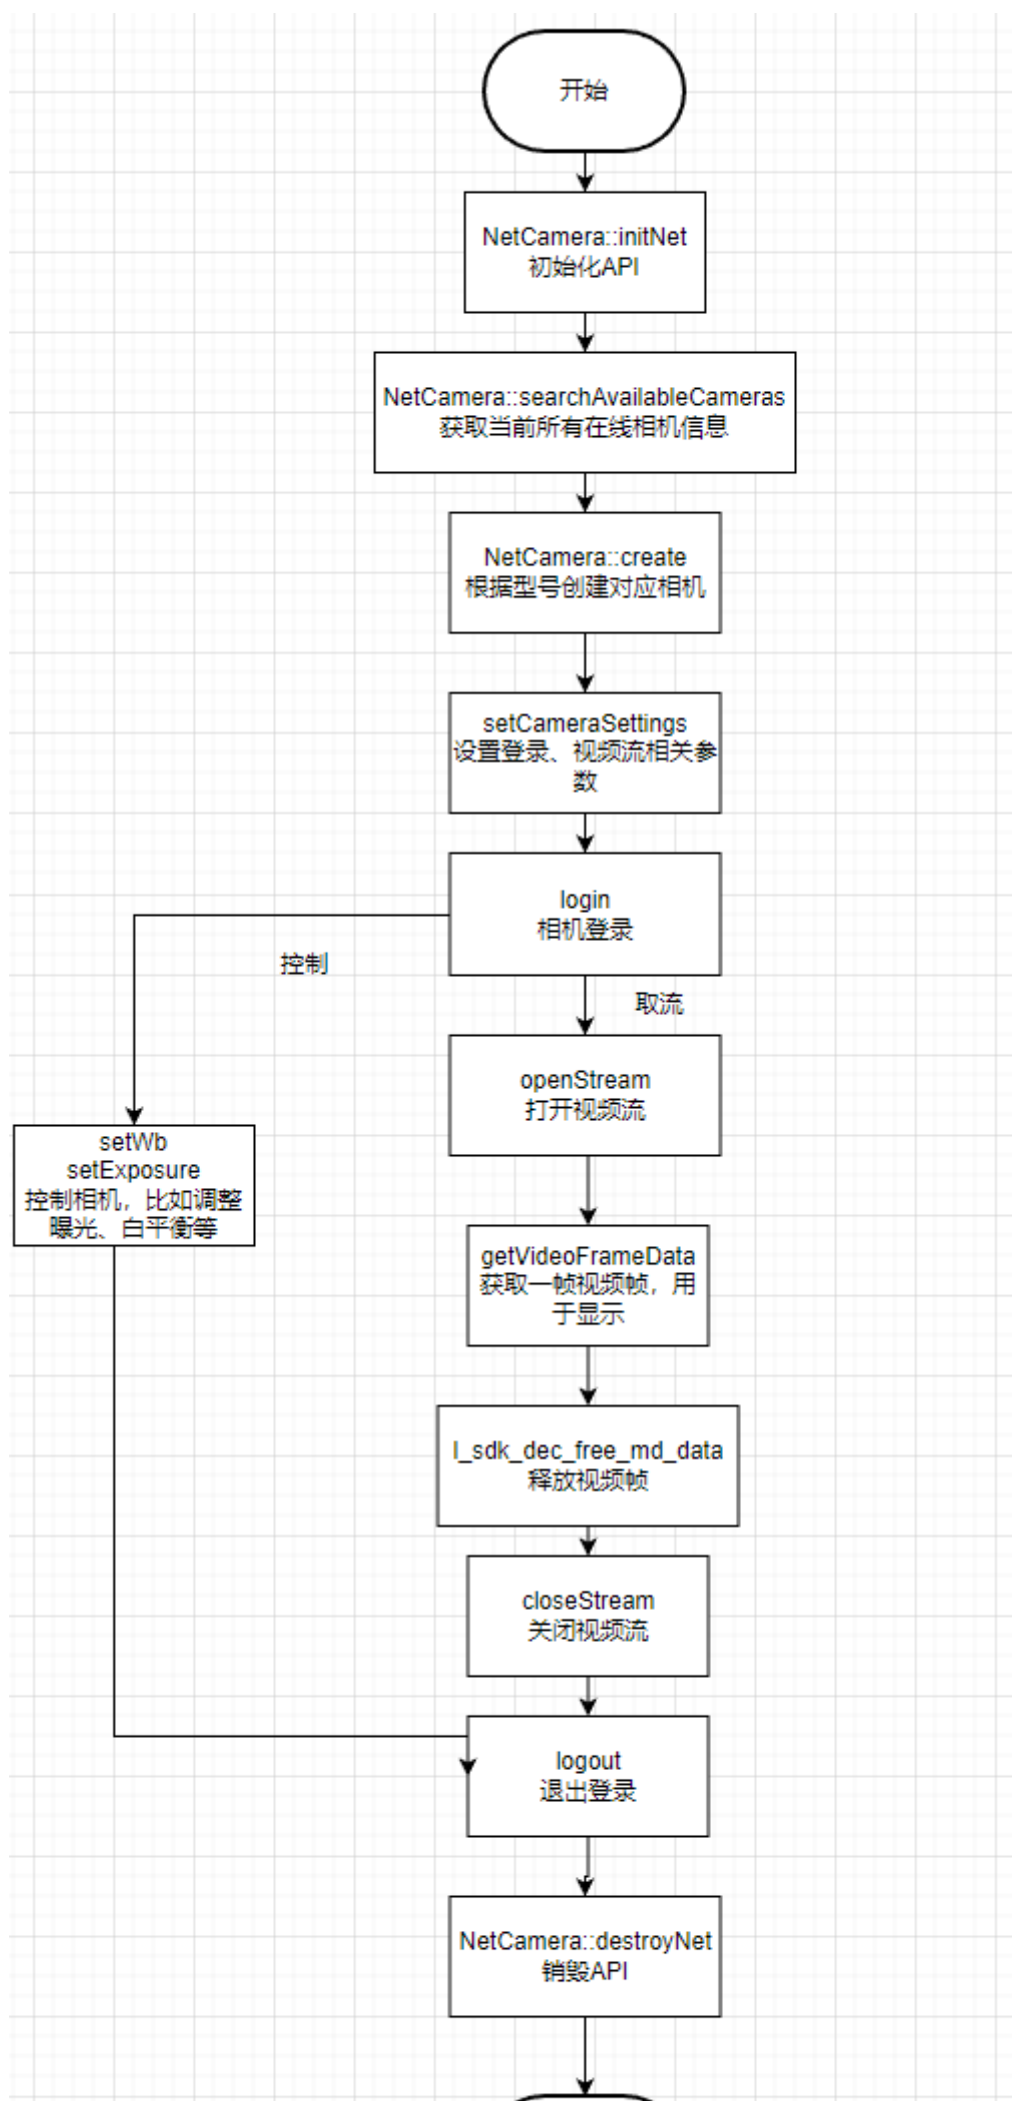 开始
NetCamera::initNet
初始化API
NetCamera::searchAvailableCameras
获取当前所有在线相机信息
NetCamera::create
根据型号创建对应相机
setCameraSettings
设置登录、视频流相关参
数
login
相机登录
控制
取流
openStream
打开视频流
setWb
setExposure
控制相机，比如调整
曝光、白平衡等
getVideoFrameData
获取一帧视频帧，用
于显示
l_sdk_dec_free_md_data
释放视频帧
closeStream
关闭视频流
logout
退出登录
NetCamera::destroyNet
销毁API